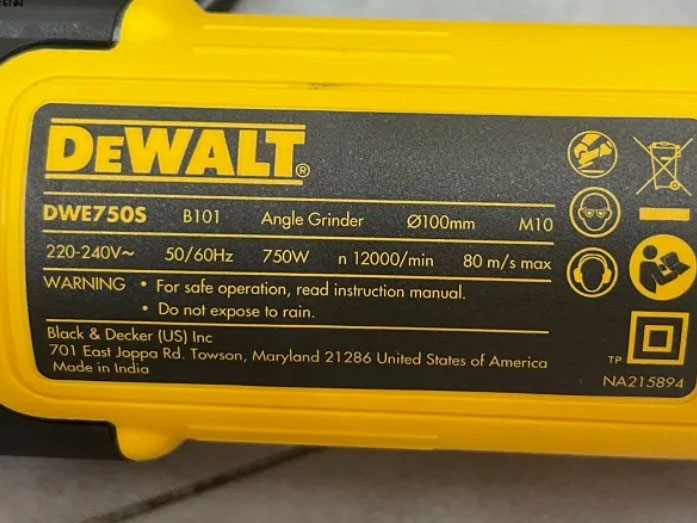 DEWALT®
DWE750S B101 Angle Grinder Ø100mm M10
220-240V~ 50/60Hz 750W n 12000/min 80 m/s max
WARNING • For safe operation, read instruction manual.
• Do not expose to rain.
Black & Decker (US) Inc
701 East Joppa Rd. Towson, Maryland 21286 United States of America
Made in India
TP
NA215894